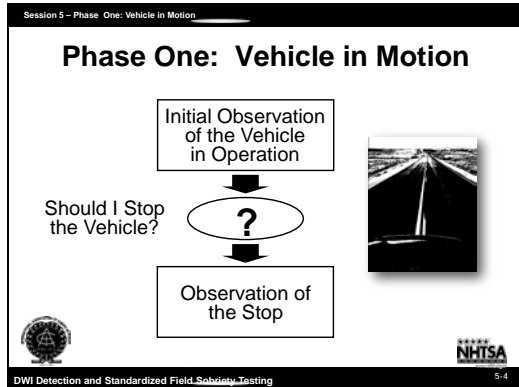 Session 5 – Phase One: Vehicle in Motion
Phase One: Vehicle in Motion
Initial Observation
of the Vehicle
in Operation
Should I Stop
the Vehicle?
?
Observation of
the Stop
NHTSA
DWI Detection and Standardized Field Sobriety Testing
5-4